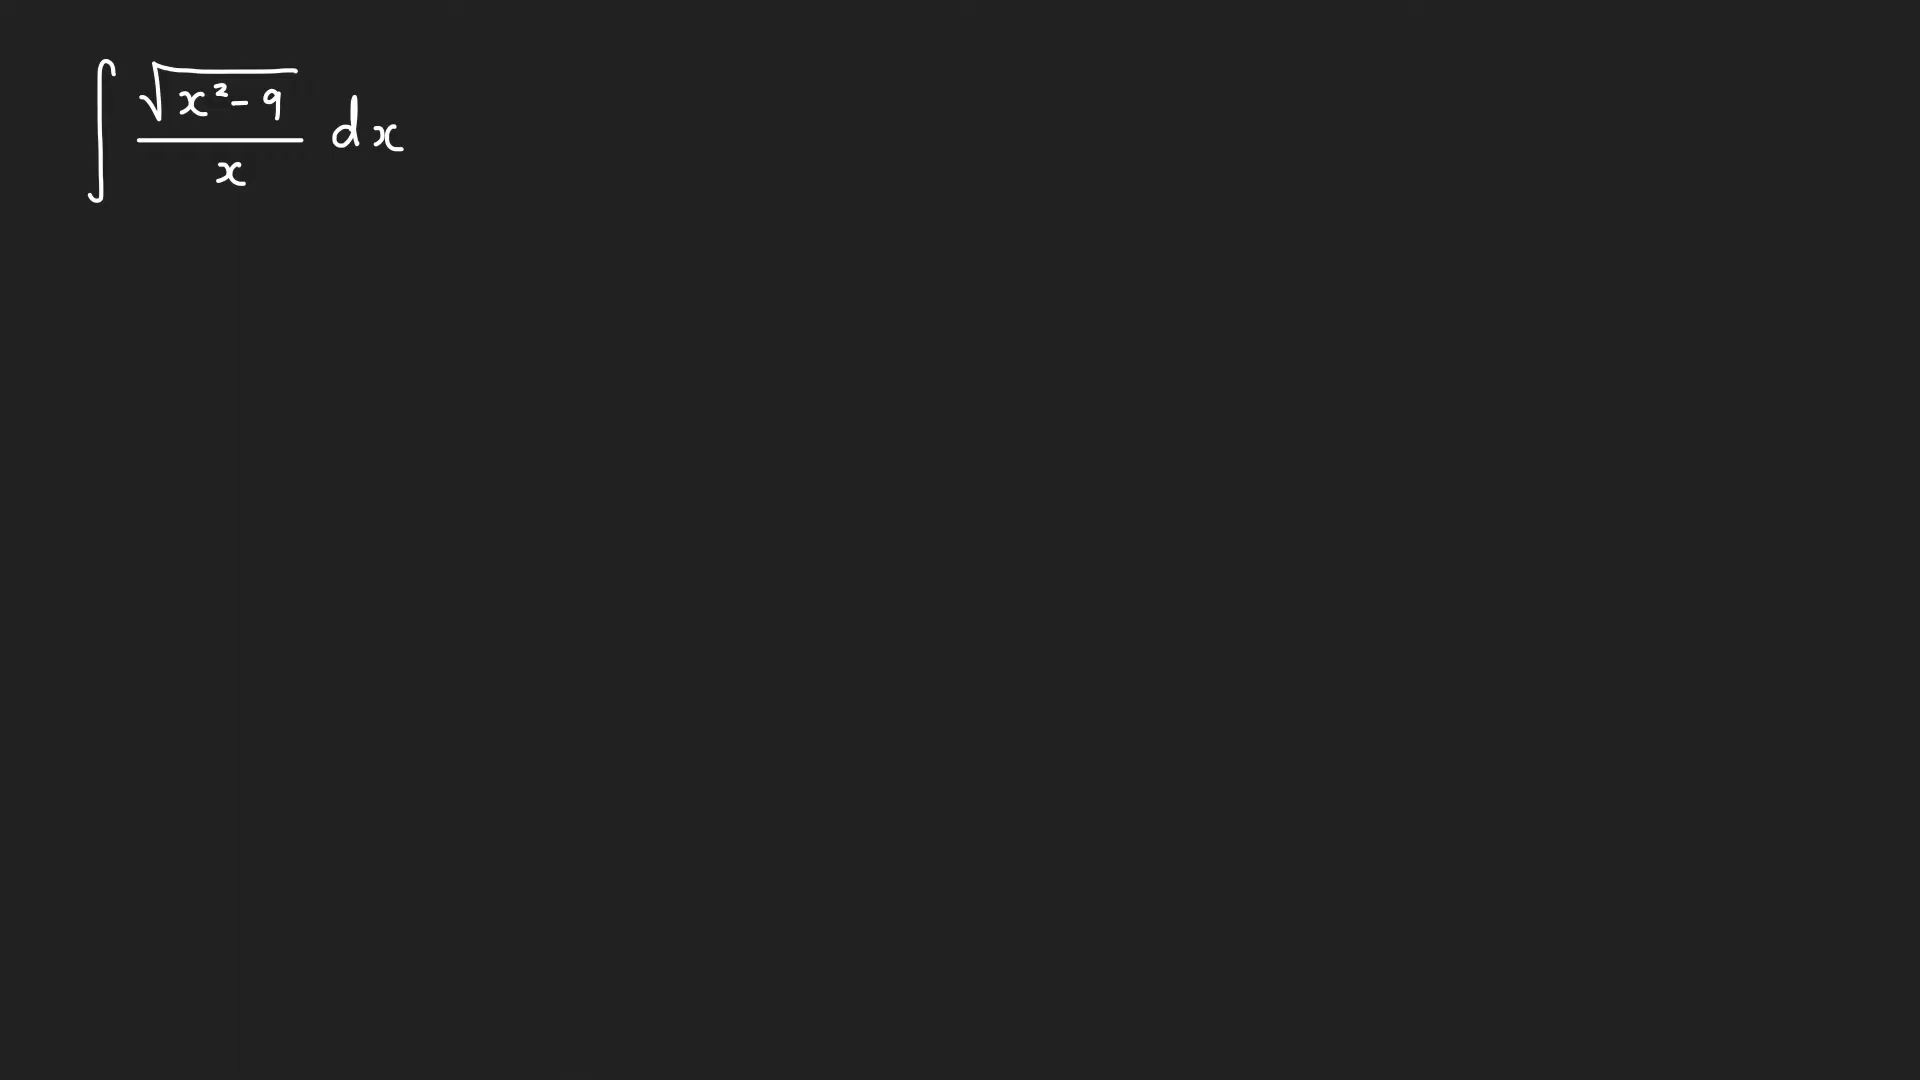 ∫ √(x² - 9) / x dx